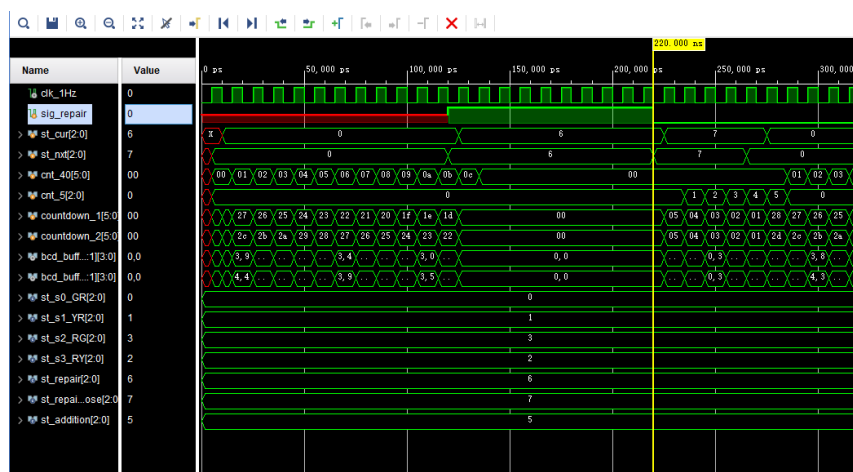 220.000 ns
Name Value
0 ps 50,000 ps 100,000 ps 150,000 ps 200,000 ps 250,000 ps 300,000
clk_1Hz 0
sig_repair 0
st_cur[2:0] 6 X 0 6 7 0
st_nxt[2:0] 7 0 6 7 0
cnt_40[5:0] 00 00 01 02 03 04 05 06 07 08 09 0a 0b 0c 00 01 02 03
cnt_5[2:0] 0 0 1 2 3 4 5 0
countdown_1[5:0] 00 27 26 25 24 23 22 21 20 1f 1e 1d 00 05 04 03 02 01 28 27 26 25
countdown_2[5:0] 00 2c 2b 2a 29 28 27 26 25 24 23 22 00 05 04 03 02 01 2d 2c 2b 2a
bcd_buff...:1][3:0] 0,0 3,9 .. .. .. 3,4 .. .. .. 3,0 .. .. 0,0 .. .. 0,3 .. .. .. .. 3,8 .. ..
bcd_buff...:1][3:0] 0,0 4,4 .. .. .. 3,9 .. .. .. 3,5 .. .. 0,0 .. .. 0,3 .. .. .. .. 4,3 .. ..
st_s0_GR[2:0] 0 0
st_s1_YR[2:0] 1 1
st_s2_RG[2:0] 3 3
st_s3_RY[2:0] 2 2
st_repair[2:0] 6 6
st_repai...ose[2:0 7 7
st_addition[2:0] 5 5